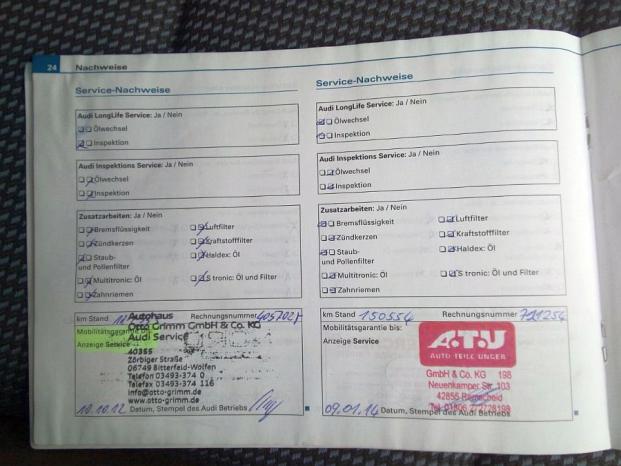 24 Nachweise
Service-Nachweise
Audi LongLife Service: Ja / Nein
Ölwechsel
Inspektion
Audi Inspektions Service: Ja / Nein
Ölwechsel
Inspektion
Zusatzarbeiten: Ja / Nein
Bremsflüssigkeit Luftfilter
Zündkerzen Kraftstofffilter
Staub- Haldex: Öl
und Pollenfilter
Multitronic: Öl S tronic: Öl und Filter
Zahnriemen
km Stand Rechnungsnummer
Mobilitätsgarantie bis:
Anzeige Service
Autohaus
Otto Grimm GmbH & Co. KG
Audi Service
40355
Zörbiger Straße
06749 Bitterfeld-Wolfen
Telefon 03493-374 0
Telefax 03493-374 116
info@otto-grimm.de
www.otto-grimm.de
10.10.12 Datum, Stempel des Audi Betriebs
Service-Nachweise
Audi LongLife Service: Ja / Nein
Ölwechsel
Inspektion
Audi Inspektions Service: Ja / Nein
Ölwechsel
Inspektion
Zusatzarbeiten: Ja / Nein
Bremsflüssigkeit Luftfilter
Zündkerzen Kraftstofffilter
Staub- Haldex: Öl
und Pollenfilter
Multitronic: Öl S tronic: Öl und Filter
Zahnriemen
km Stand 150554 Rechnungsnummer 791254
Mobilitätsgarantie bis:
Anzeige Service
A.T.U
AUTO TEILE UNGER
GmbH & Co. KG 198
Neuenkamper Str. 103
42855 Remscheid
09.01.14 Datum, Stempel des Audi Betriebs